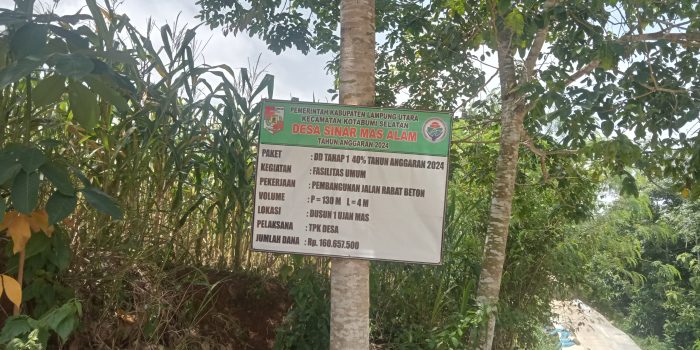 PEMERINTAH KABUPATEN LAMPUNG UTARA
KECAMATAN KOTABUMI SELATAN
DESA SINAR MAS ALAM
TAHUN ANGGARAN 2024
PAKET : DD TAHAP 1 40% TAHUN ANGGARAN 2024
KEGIATAN : FASILITAS UMUM
PEKERJAAN : PEMBANGUNAN JALAN RABAT BETON
VOLUME : P = 130 M L = 4 M
LOKASI : DUSUN 1 UJAN MAS
PELAKSANA : TPK DESA
JUMLAH DANA : Rp. 160.657.500